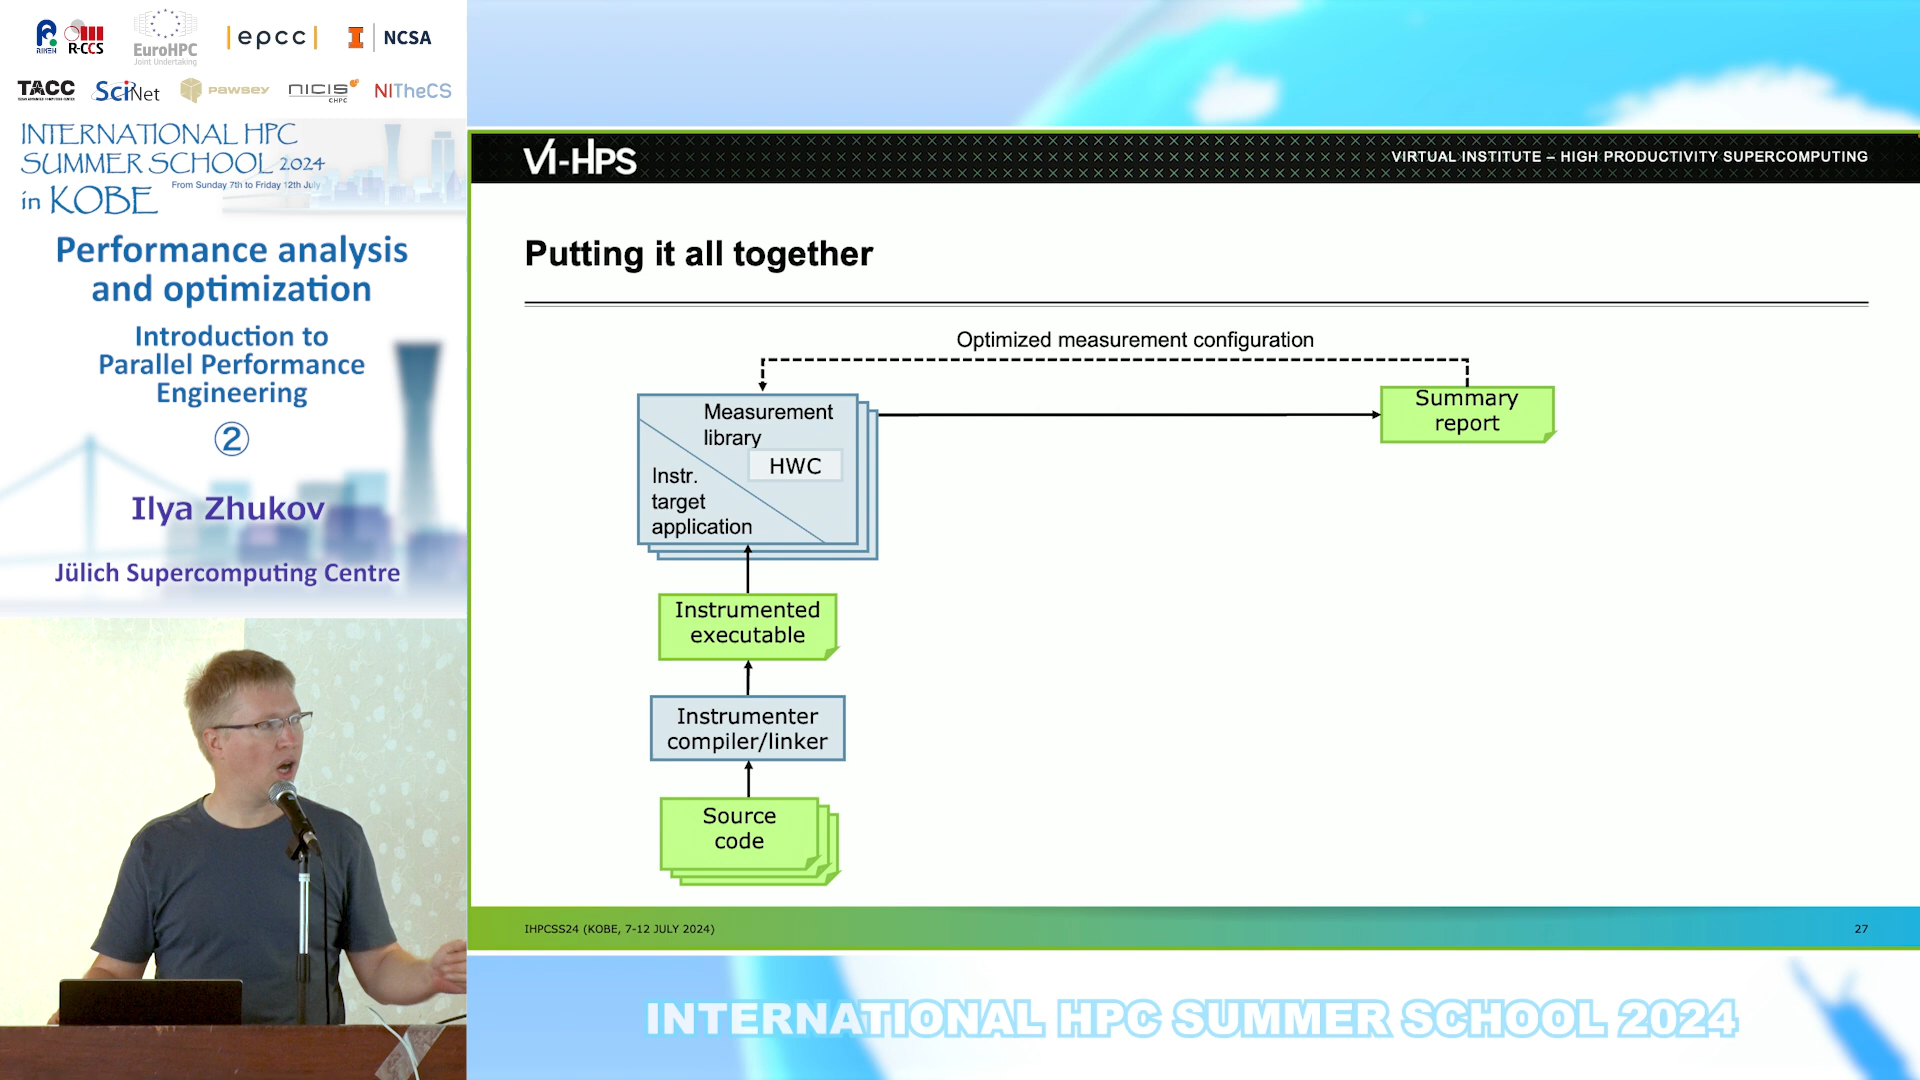 RIKEN
R-CCS
EuroHPC
Joint Undertaking
epcc
I NCSA
TACC
SciNet
PAWSEY
NICIS
CHPC
NITheCS
INTERNATIONAL HPC
SUMMER SCHOOL 2024
From Sunday 7th to Friday 12th July
in KOBE
Performance analysis
and optimization
Introduction to
Parallel Performance
Engineering
②
Ilya Zhukov
Jülich Supercomputing Centre
VI-HPS
VIRTUAL INSTITUTE – HIGH PRODUCTIVITY SUPERCOMPUTING
Putting it all together
Optimized measurement configuration
Measurement
library
HWC
Instr.
target
application
Summary
report
Instrumented
executable
Instrumenter
compiler/linker
Source
code
IHPCSS24 (KOBE, 7-12 JULY 2024)
27
INTERNATIONAL HPC SUMMER SCHOOL 2024